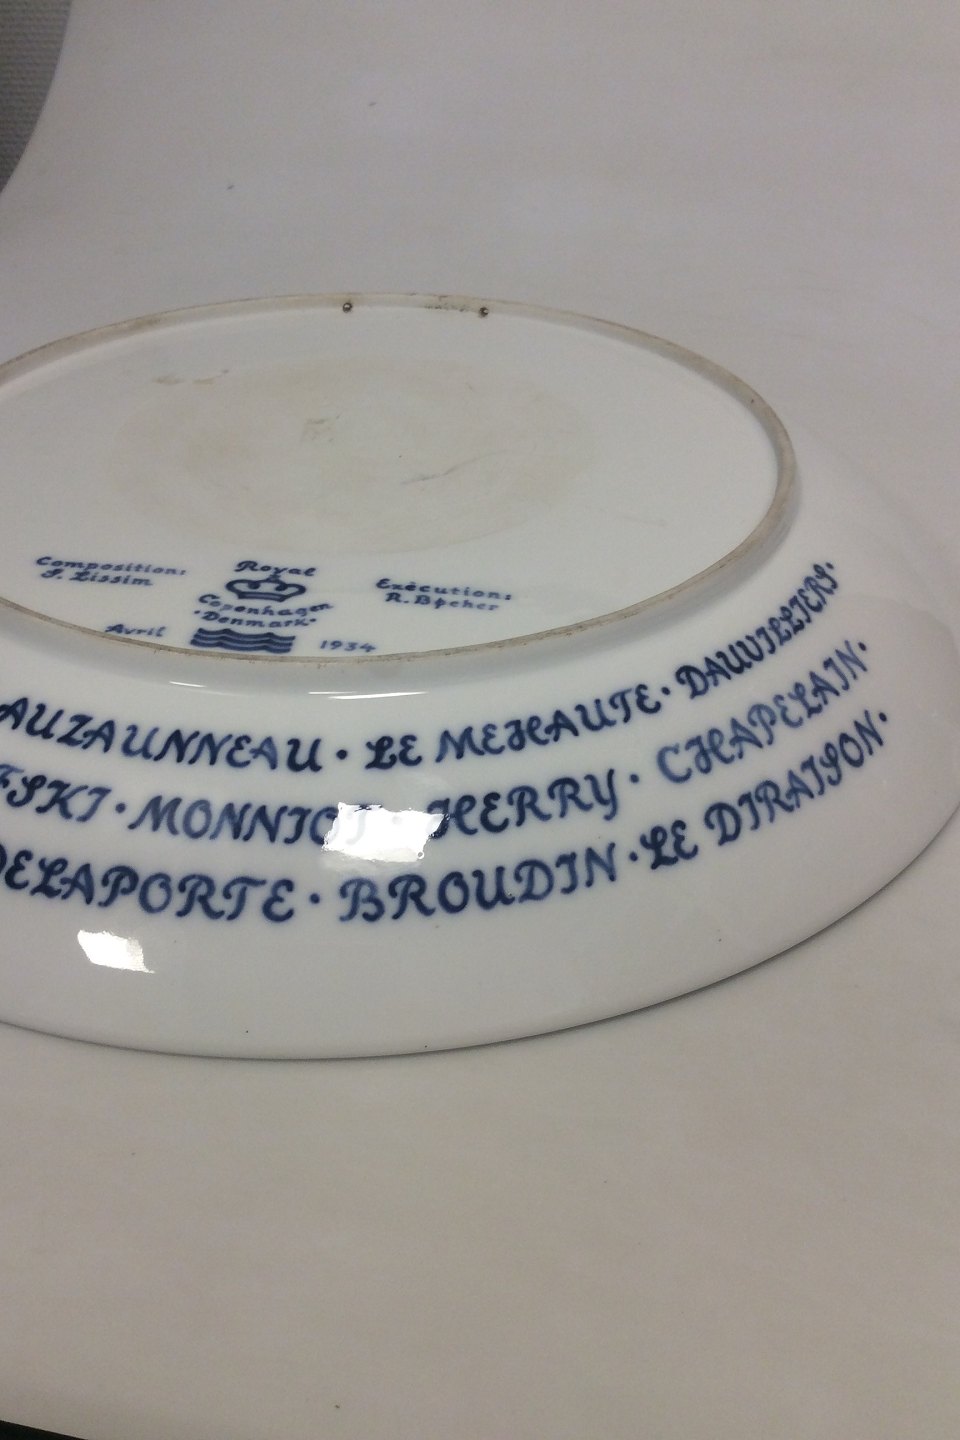 Composition:
S. Lissim
Royal
Copenhagen
·Denmark·
Exécution:
R. Bøcher
Avril
1934
AUZAUNNEAU · LE MEHAUTE · DAUVILLIERS ·
· MONNIOT · HERRY · CHAPELAIN ·
DELAPORTE · BROUDIN · LE DIRAISON ·